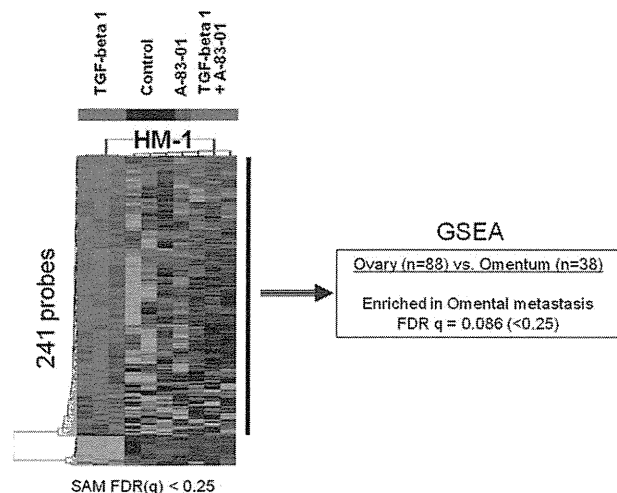 TGF-beta 1
Control
A-83-01
TGF-beta 1
+ A-83-01
HM-1
241 probes
SAM FDR(q) < 0.25
GSEA
Ovary (n=88) vs. Omentum (n=38)
Enriched in Omental metastasis
FDR q = 0.086 (<0.25)